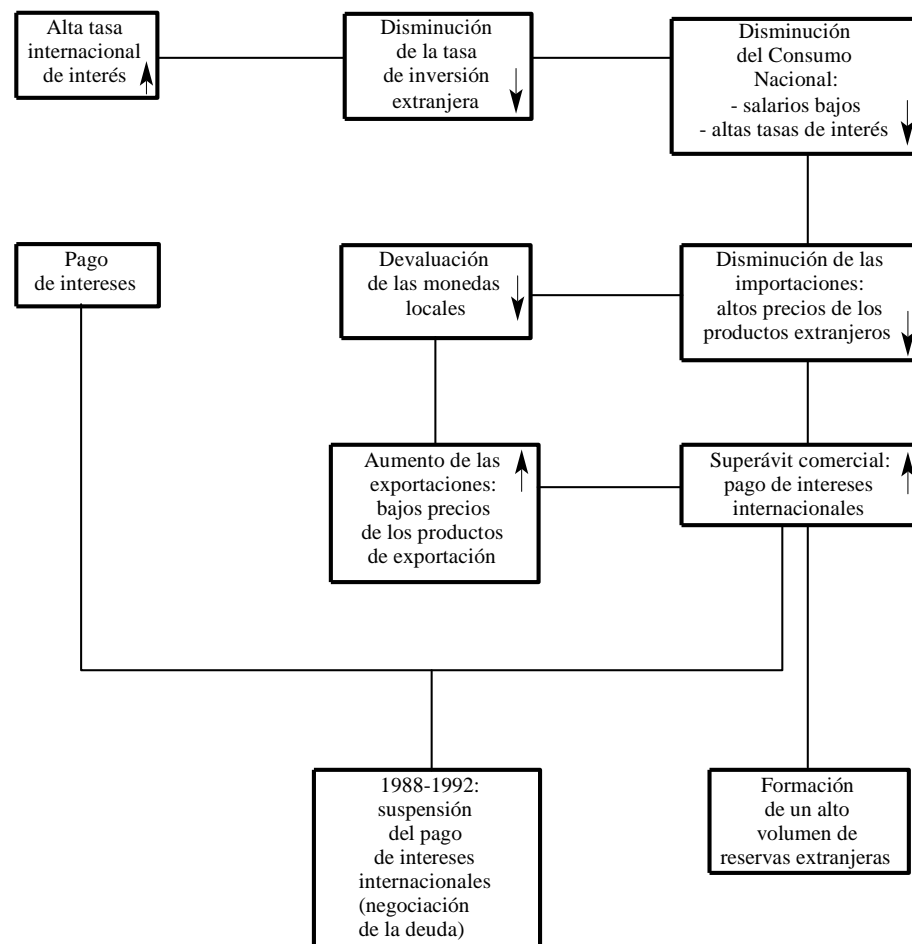 Alta tasa
internacional
de interés
Disminución
de la tasa
de inversión
extranjera
Disminución
del Consumo
Nacional:
- salarios bajos
- altas tasas de interés
Pago
de intereses
Devaluación
de las monedas
locales
Disminución de las
importaciones:
altos precios de los
productos extranjeros
Aumento de las
exportaciones:
bajos precios
de los productos
de exportación
Superávit comercial:
pago de intereses
internacionales
1988-1992:
suspensión
del pago
de intereses
internacionales
(negociación
de la deuda)
Formación
de un alto
volumen de
reservas extranjeras